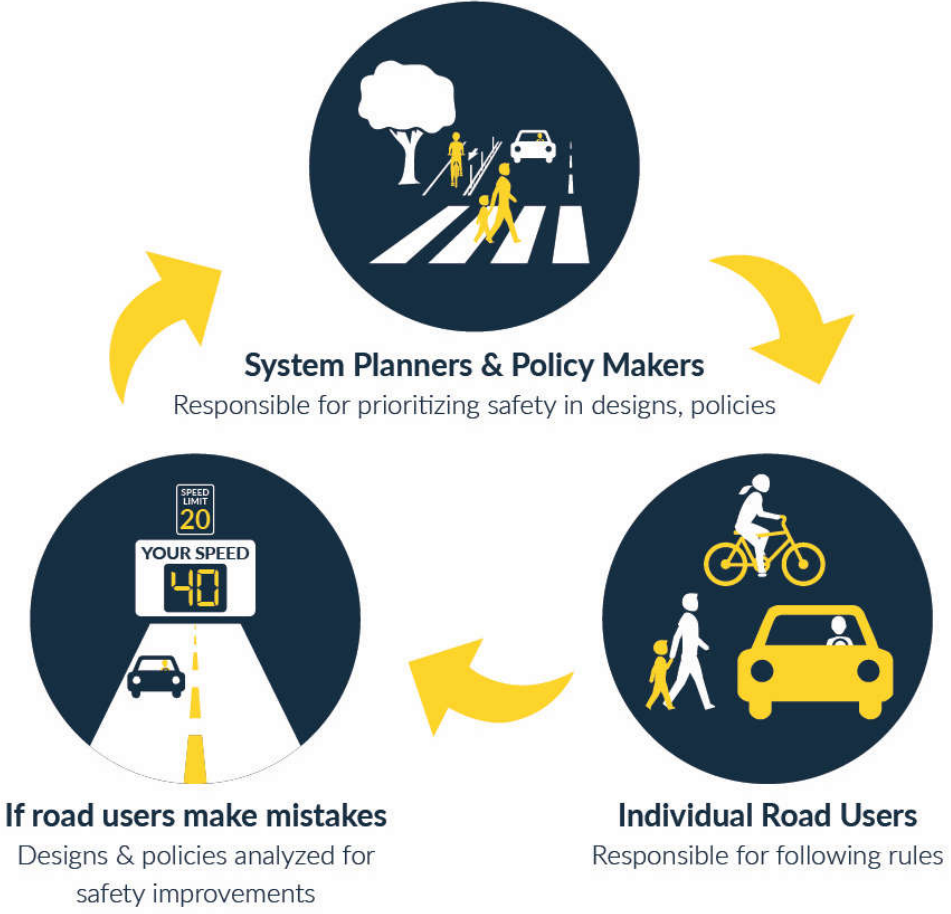 System Planners & Policy Makers
Responsible for prioritizing safety in designs, policies
SPEED
LIMIT
20
YOUR SPEED
40
If road users make mistakes
Designs & policies analyzed for
safety improvements
Individual Road Users
Responsible for following rules